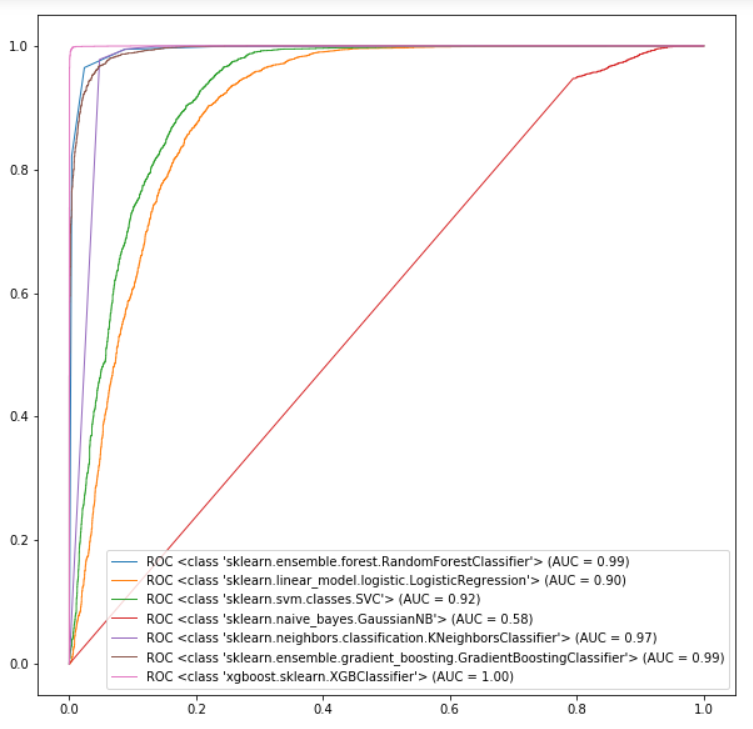 1.0
0.8
0.6
0.4
0.2
0.0
ROC <class 'sklearn.ensemble.forest.RandomForestClassifier'> (AUC = 0.99)
ROC <class 'sklearn.linear_model.logistic.LogisticRegression'> (AUC = 0.90)
ROC <class 'sklearn.svm.classes.SVC'> (AUC = 0.92)
ROC <class 'sklearn.naive_bayes.GaussianNB'> (AUC = 0.58)
ROC <class 'sklearn.neighbors.classification.KNeighborsClassifier'> (AUC = 0.97)
ROC <class 'sklearn.ensemble.gradient_boosting.GradientBoostingClassifier'> (AUC = 0.99)
ROC <class 'xgboost.sklearn.XGBClassifier'> (AUC = 1.00)
0.0 0.2 0.4 0.6 0.8 1.0